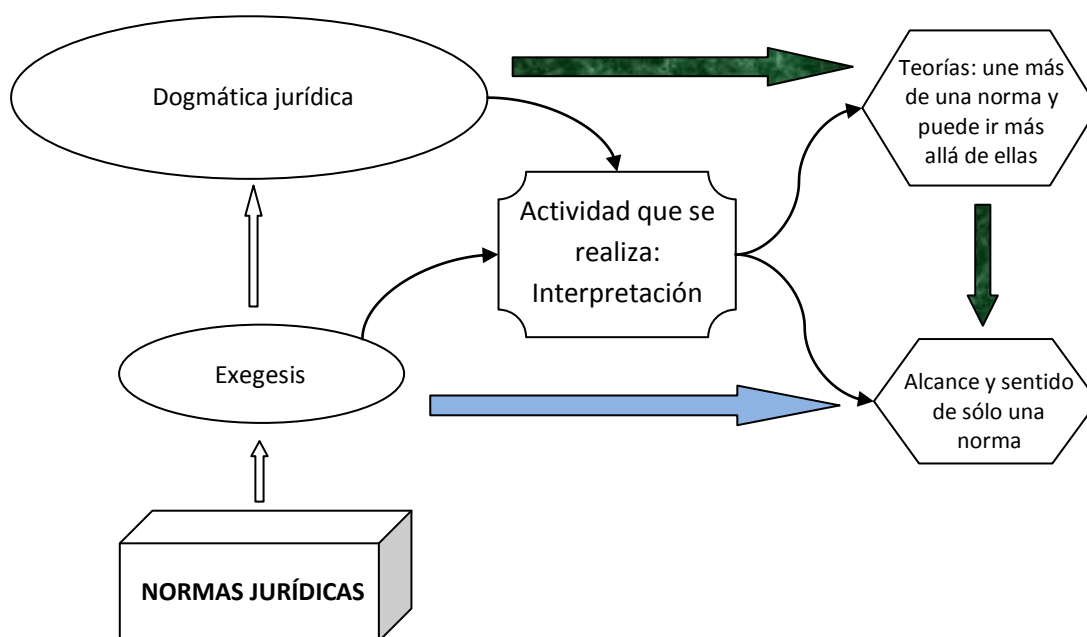 Dogmática jurídica
Teorías: une más
de una norma y
puede ir más
allá de ellas
Actividad que se
realiza:
Interpretación
Exegesis
Alcance y sentido
de sólo una
norma
NORMAS JURÍDICAS